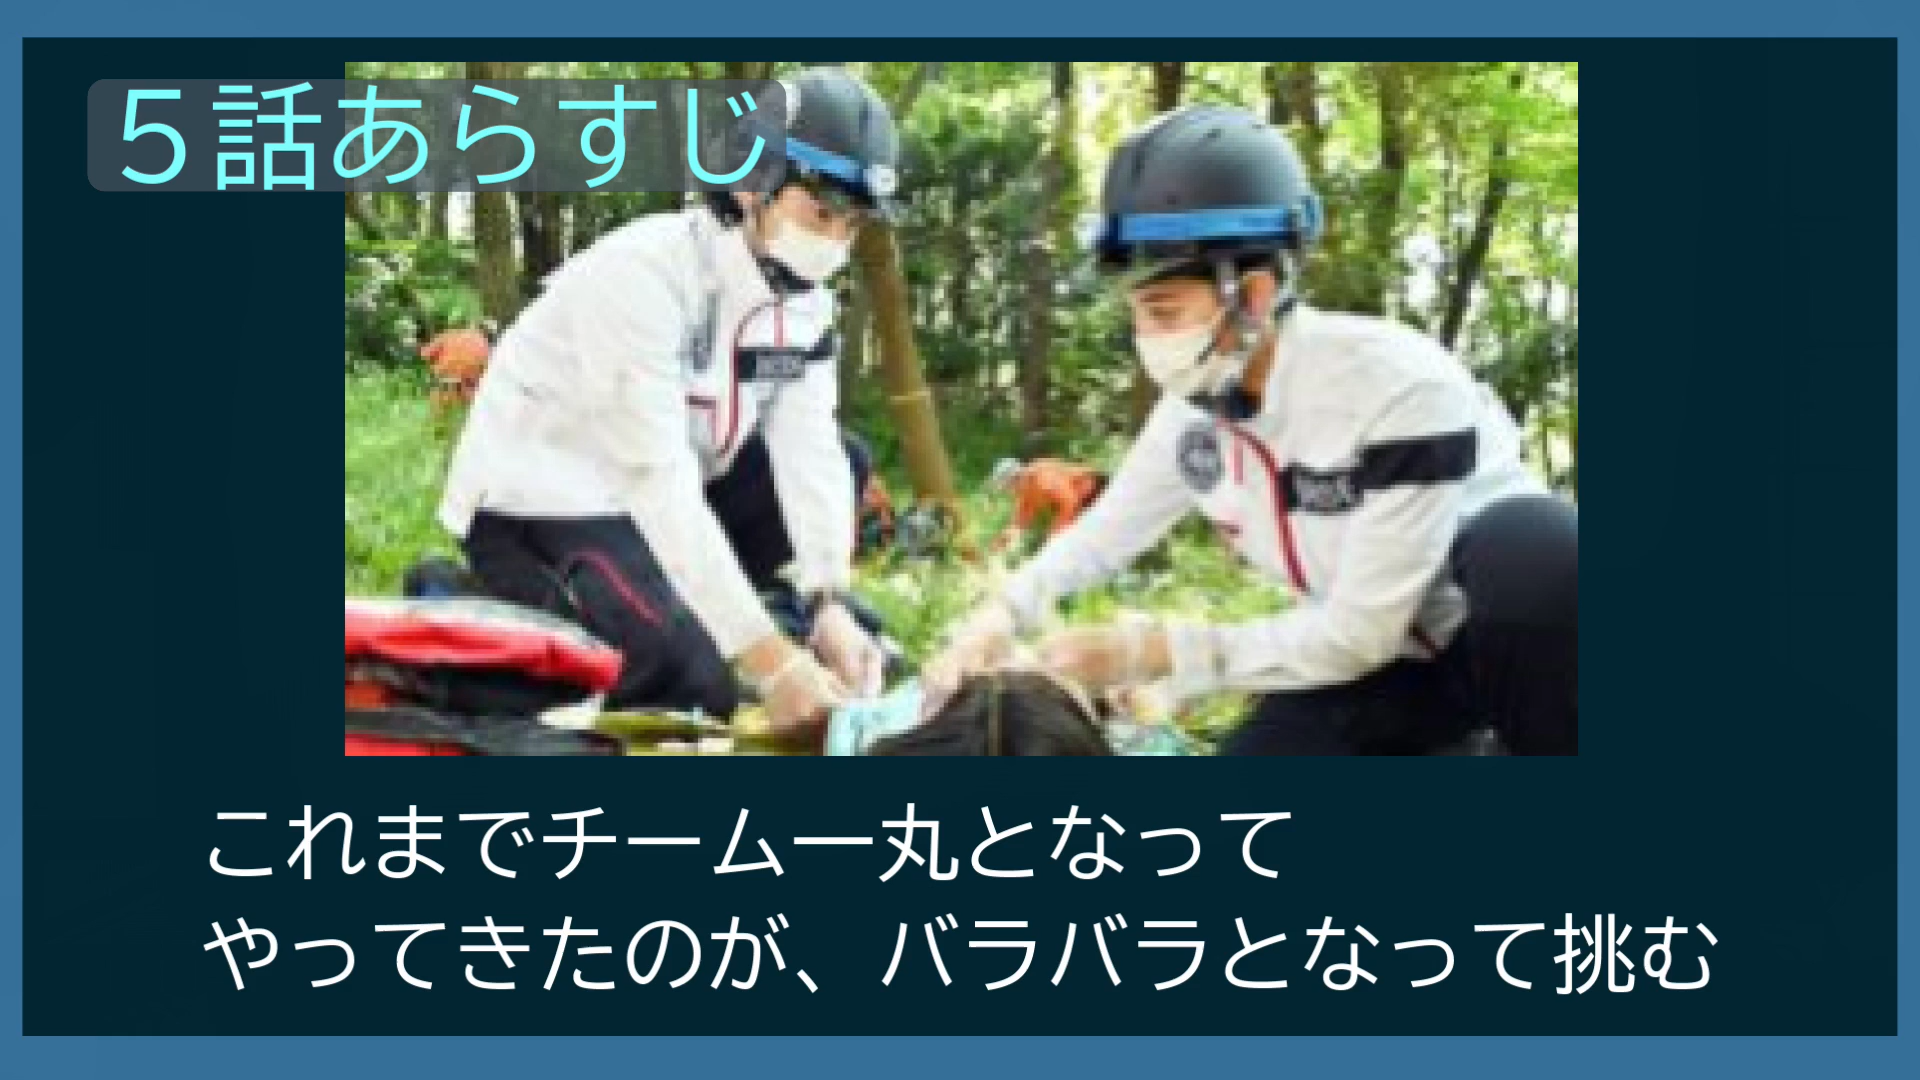 ５話あらすじ
これまでチーム一丸となって
やってきたのが、バラバラとなって挑む